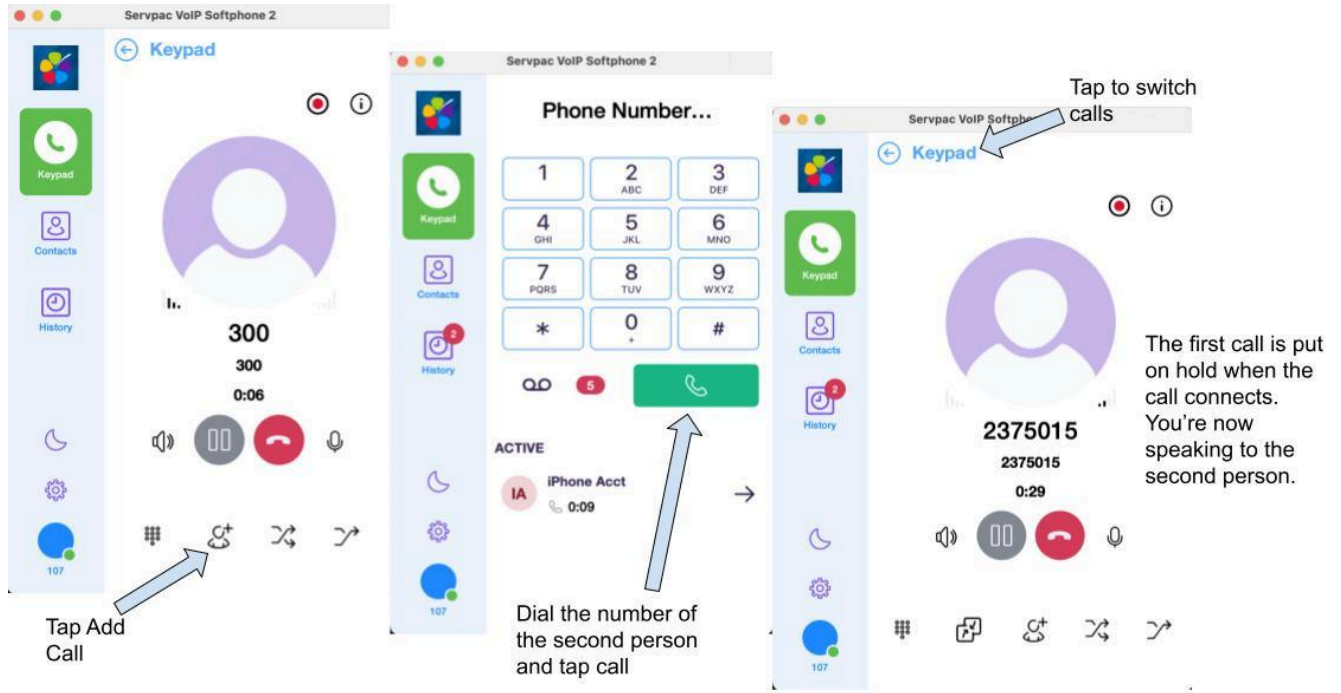 Servpac VoIP Softphone 2
Keypad
Keypad
Contacts
History
300
300
0:06
107
Tap Add
Call
Servpac VoIP Softphone 2
Phone Number...
Keypad
Contacts
2
History
1
2
ABC
3
DEF
4
GHI
5
JKL
6
MNO
7
PQRS
8
TUV
9
WXYZ
*
0
+
#
5
ACTIVE
IA
iPhone Acct
0:09
107
Dial the number of
the second person
and tap call
Tap to switch
calls
Servpac VoIP Softpho
Keypad
Keypad
Contacts
2
History
2375015
2375015
0:29
107
The first call is put
on hold when the
call connects.
You’re now
speaking to the
second person.